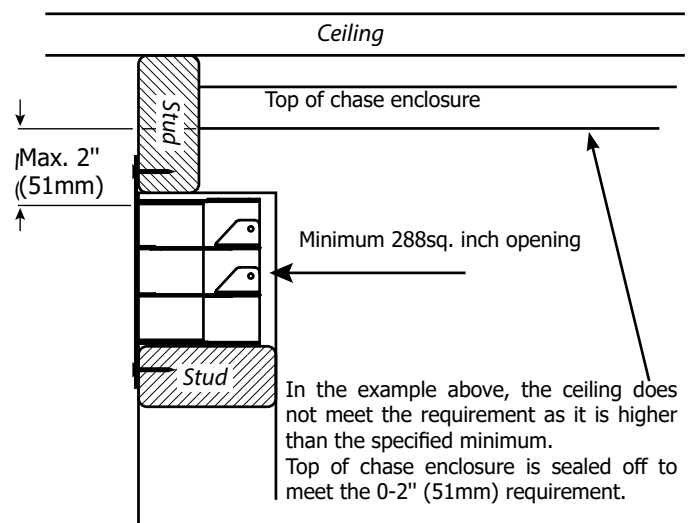 Ceiling
Stud
Top of chase enclosure
Max. 2"
(51mm)
Minimum 288sq. inch opening
Stud
In the example above, the ceiling does
not meet the requirement as it is higher
than the specified minimum.
Top of chase enclosure is sealed off to
meet the 0-2" (51mm) requirement.